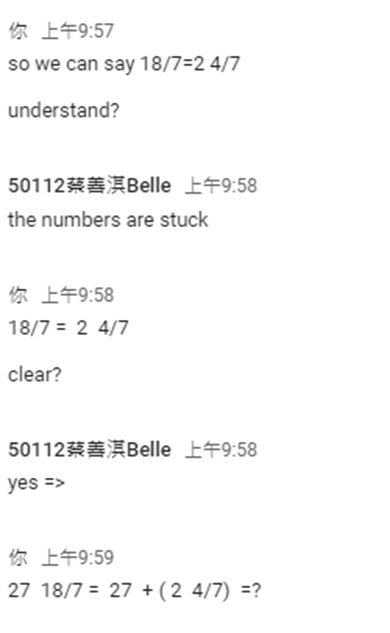 你 上午9:57
so we can say 18/7=2 4/7
understand?
50112蔡善淇Belle 上午9:58
the numbers are stuck
你 上午9:58
18/7 =  2  4/7
clear?
50112蔡善淇Belle 上午9:58
yes =>
你 上午9:59
27  18/7 =  27  + ( 2  4/7)  =?